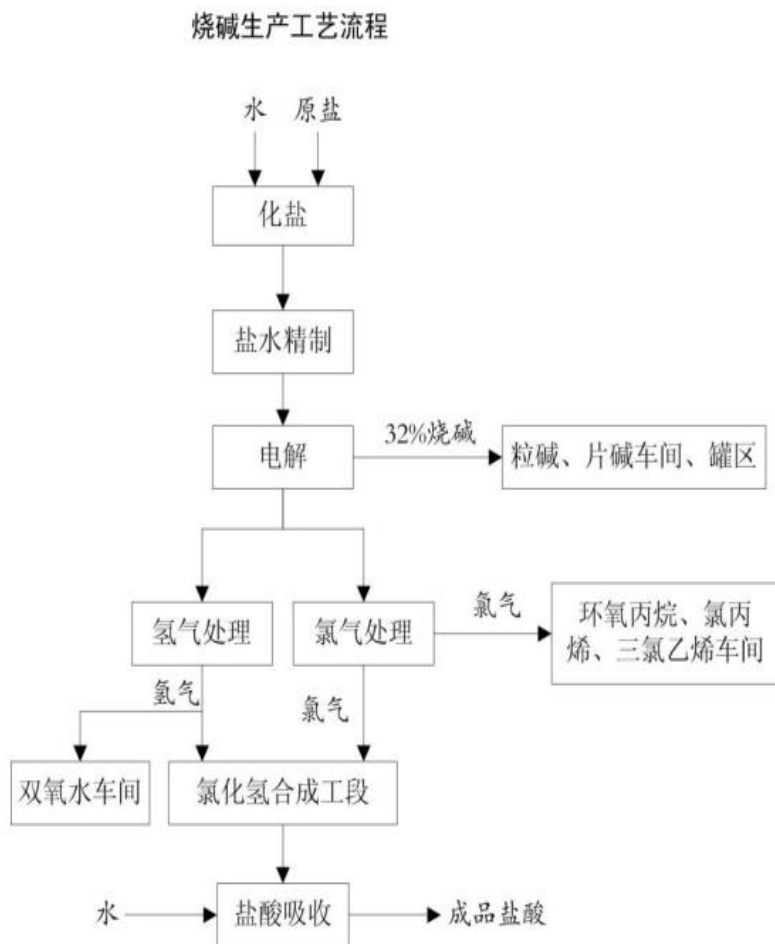 烧碱生产工艺流程
水 原盐
化盐
盐水精制
电解
32%烧碱
粒碱、片碱车间、罐区
氢气处理
氯气处理
氯气
环氧丙烷、氯丙
烯、三氯乙烯车间
氢气
氯气
双氧水车间
氯化氢合成工段
水
盐酸吸收
成品盐酸